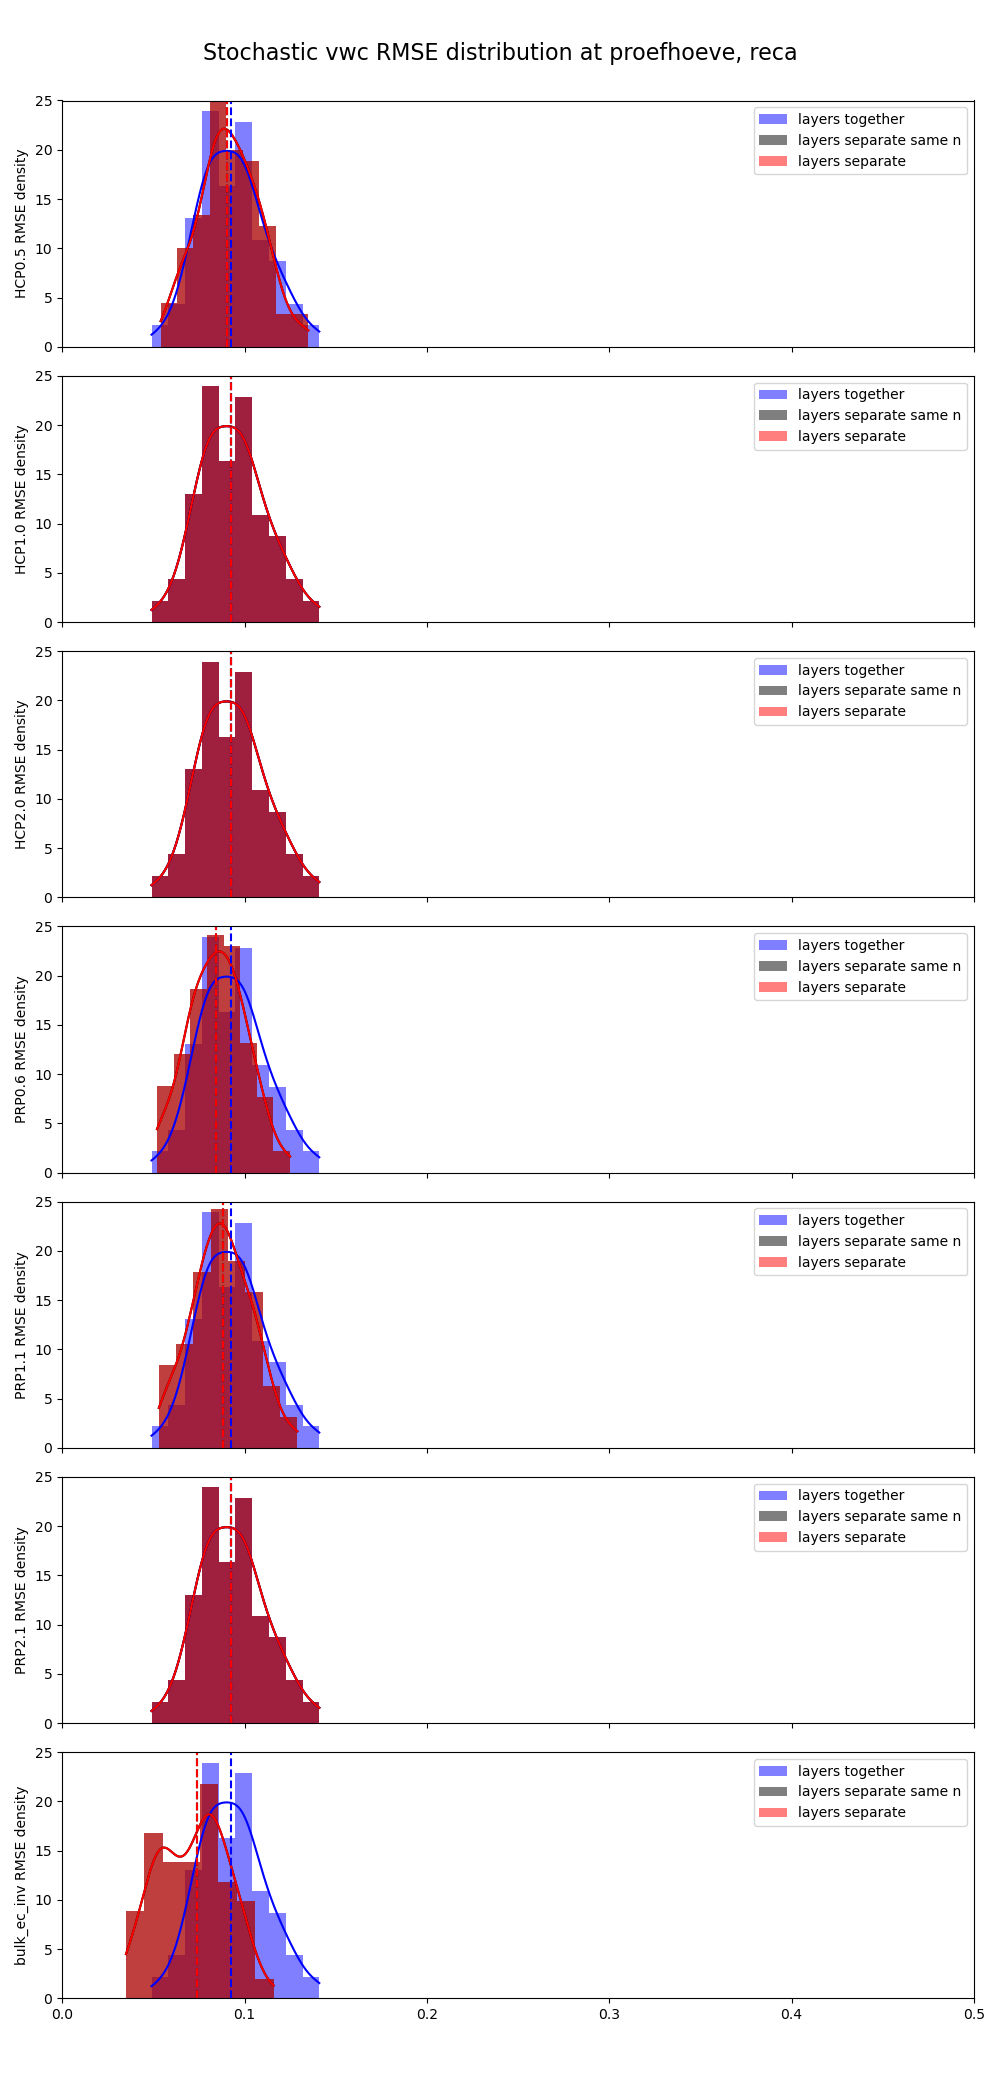 Stochastic vwc RMSE distribution at proefhoeve, reca
25
20
15
10
5
0
HCP0.5 RMSE density
layers together
layers separate same n
layers separate
25
20
15
10
5
0
HCP1.0 RMSE density
layers together
layers separate same n
layers separate
25
20
15
10
5
0
HCP2.0 RMSE density
layers together
layers separate same n
layers separate
25
20
15
10
5
0
PRP0.6 RMSE density
layers together
layers separate same n
layers separate
25
20
15
10
5
0
PRP1.1 RMSE density
layers together
layers separate same n
layers separate
25
20
15
10
5
0
PRP2.1 RMSE density
layers together
layers separate same n
layers separate
25
20
15
10
5
0
bulk_ec_inv RMSE density
layers together
layers separate same n
layers separate
0.0 0.1 0.2 0.3 0.4 0.5